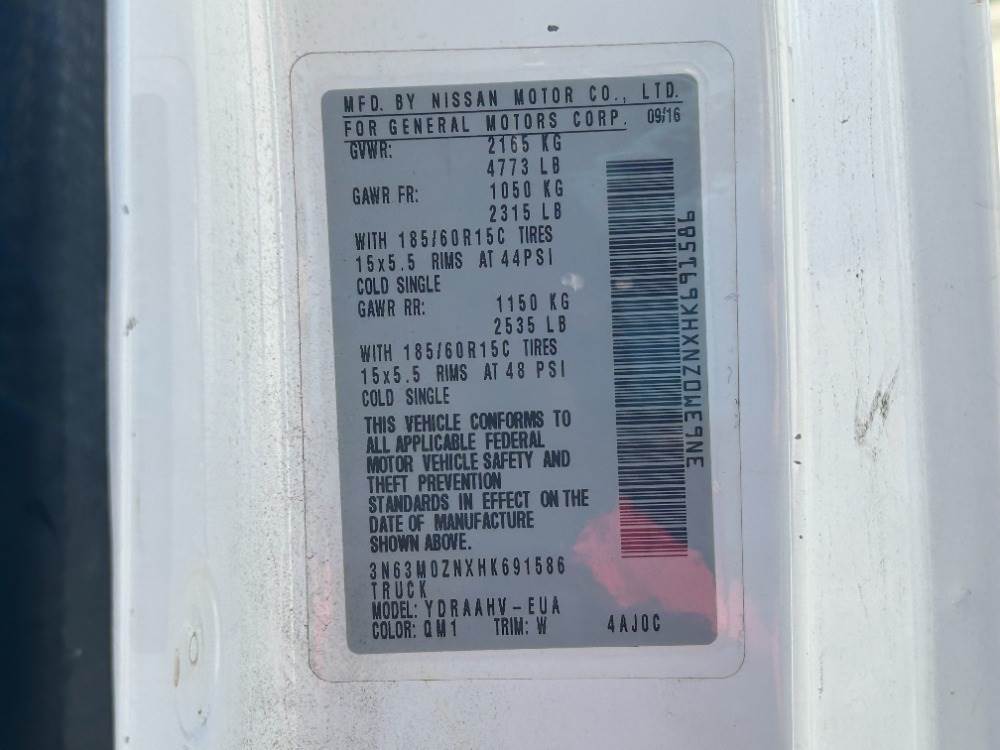 MFD. BY NISSAN MOTOR CO., LTD.
FOR GENERAL MOTORS CORP. 09/16
GVWR: 2165 KG
4773 LB
GAWR FR: 1050 KG
2315 LB
WITH 185/60R15C TIRES
15x5.5 RIMS AT 44PSI
COLD SINGLE
GAWR RR: 1150 KG
2535 LB
WITH 185/60R15C TIRES
15x5.5 RIMS AT 48 PSI
COLD SINGLE
THIS VEHICLE CONFORMS TO
ALL APPLICABLE FEDERAL
MOTOR VEHICLE SAFETY AND
THEFT PREVENTION
STANDARDS IN EFFECT ON THE
DATE OF MANUFACTURE
SHOWN ABOVE.
3N63M0ZNXHK691586
TRUCK
MODEL: YDRAAHV-EUA
COLOR: QM1 TRIM: W 4AJ0C
3N63M0ZNXHK691586